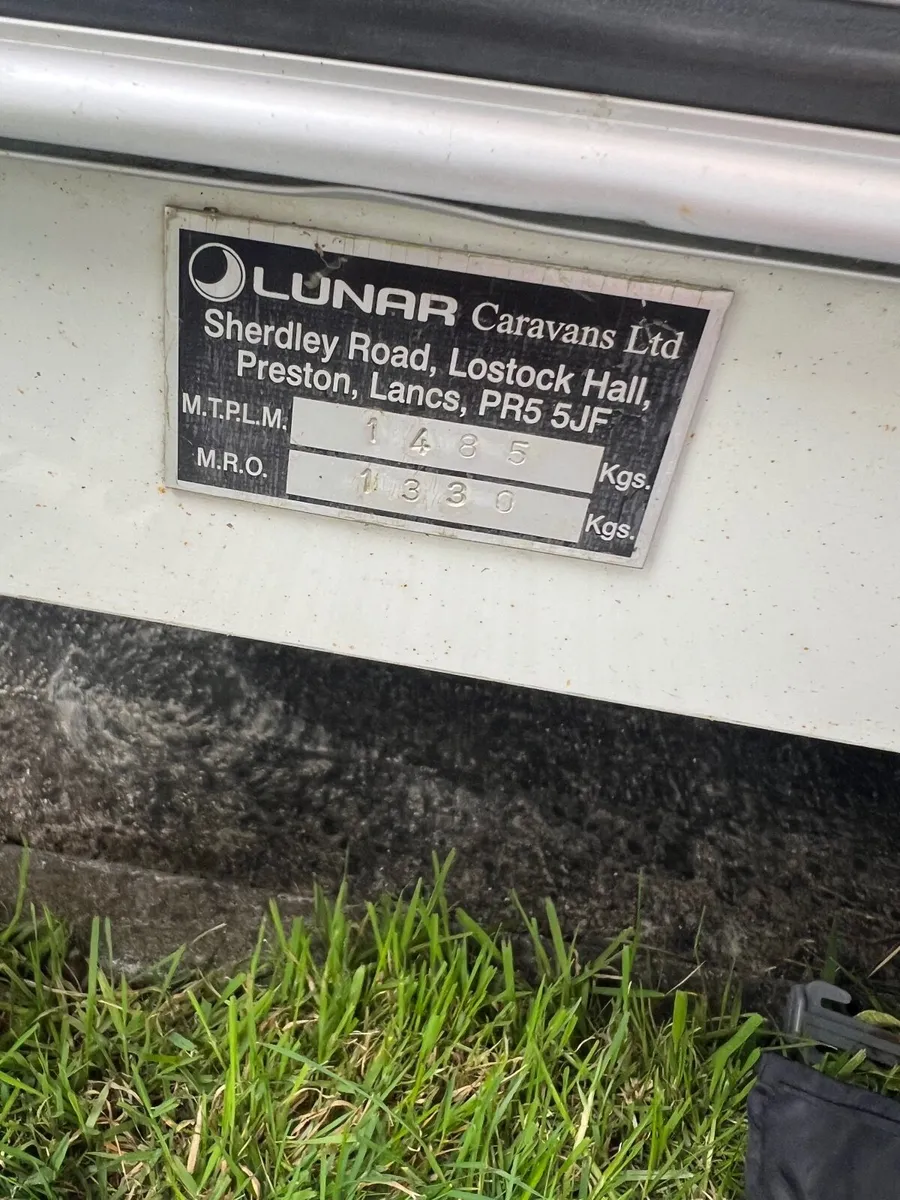 LUNAR Caravans Ltd
Sherdley Road, Lostock Hall,
Preston, Lancs, PR5 5JF
M.T.P.L.M. 1485 Kgs.
M.R.O. 1330 Kgs.